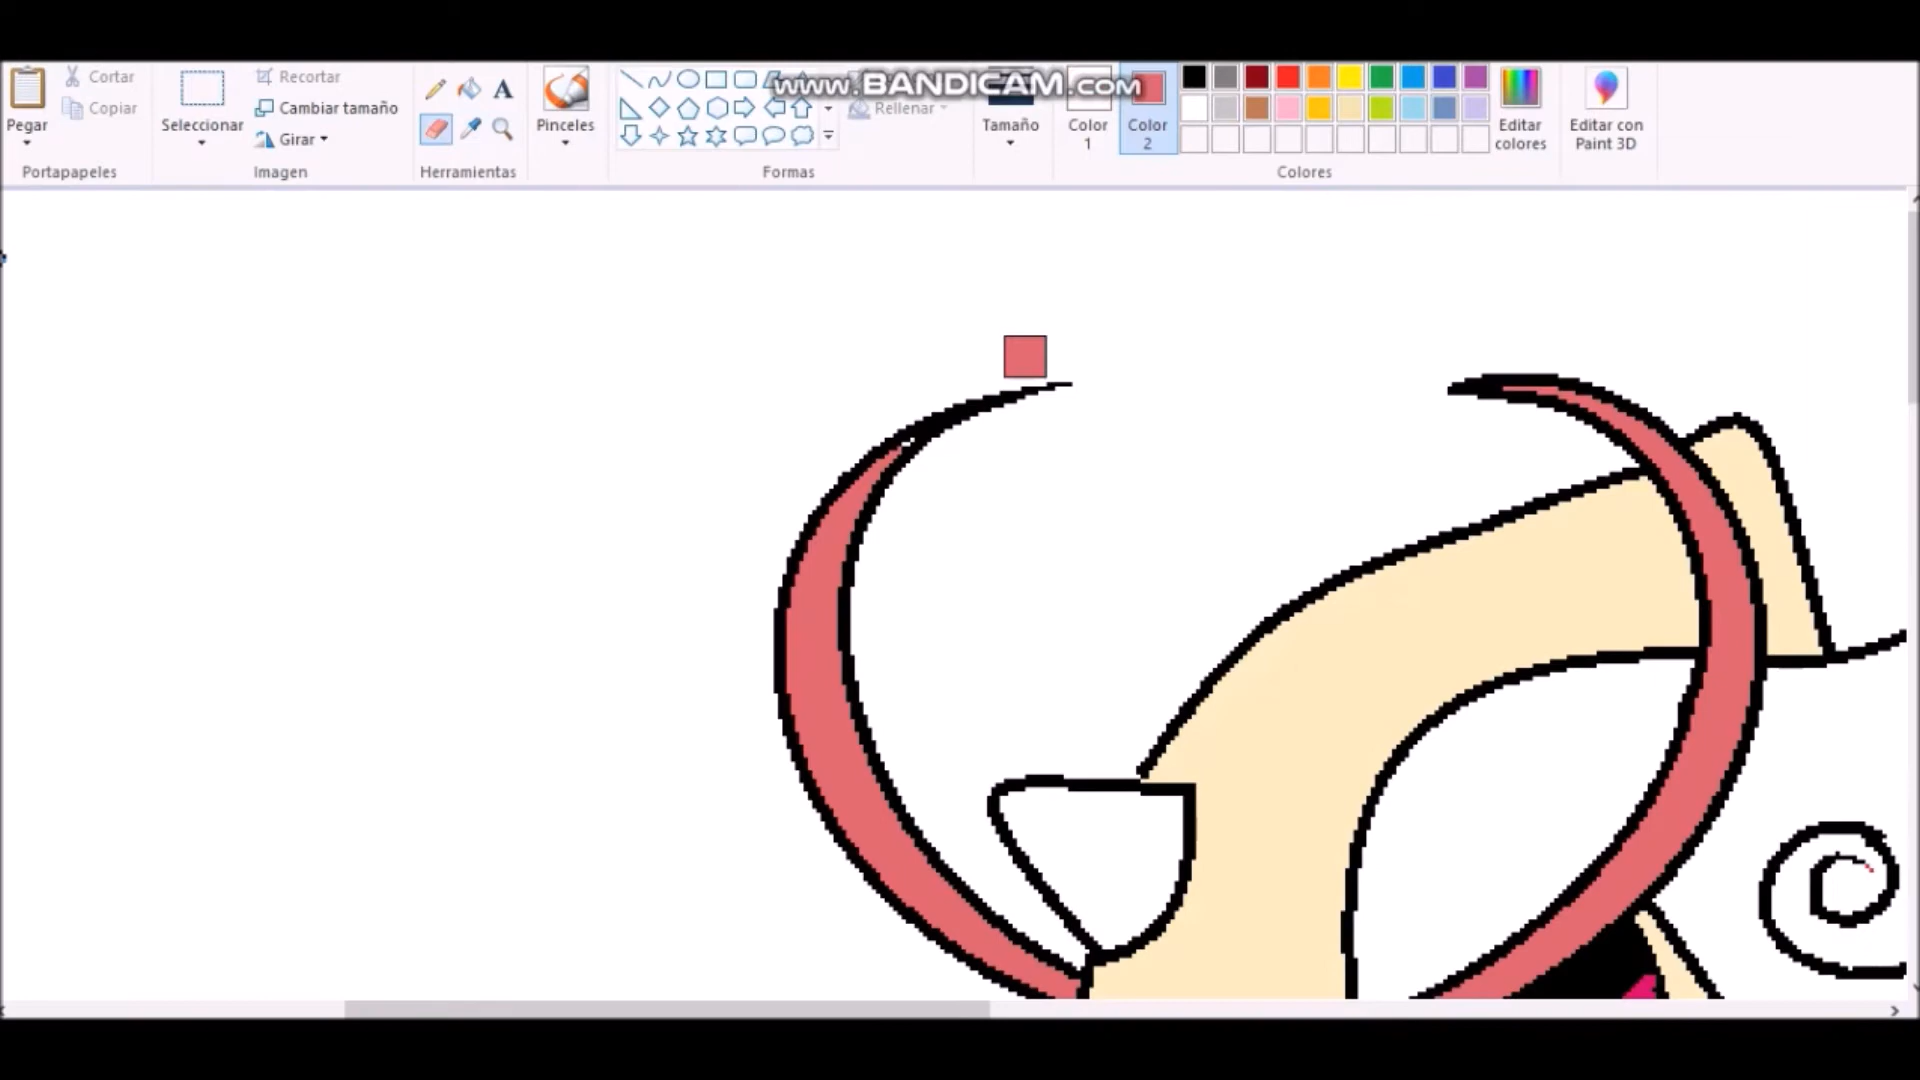 Cortar
Copiar
Pegar
Portapapeles
Seleccionar
Recortar
Cambiar tamaño
Girar
Imagen
A
Herramientas
Pinceles
Rellenar
Formas
www.BANDICAM.com
Tamaño
Color
1
Color
2
Colores
Editar
colores
Editar con
Paint 3D